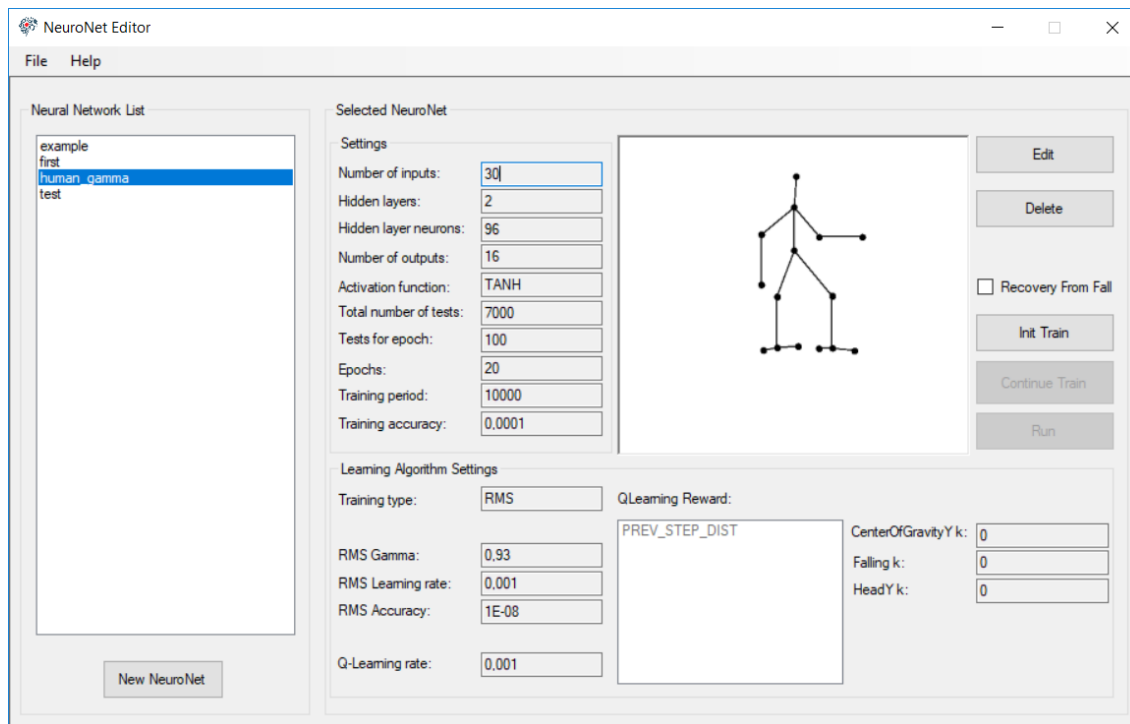 NeuroNet Editor
File Help
Neural Network List
example
first
human_gamma
test
New NeuroNet
Selected NeuroNet
Settings
Number of inputs: 30
Hidden layers: 2
Hidden layer neurons: 96
Number of outputs: 16
Activation function: TANH
Total number of tests: 7000
Tests for epoch: 100
Epochs: 20
Training period: 10000
Training accuracy: 0,0001
Edit
Delete
Recovery From Fall
Init Train
Continue Train
Run
Learning Algorithm Settings
Training type: RMS
RMS Gamma: 0,93
RMS Learning rate: 0,001
RMS Accuracy: 1E-08
Q-Learning rate: 0,001
QLearning Reward:
PREV_STEP_DIST
CenterOfGravityY k: 0
Falling k: 0
HeadY k: 0